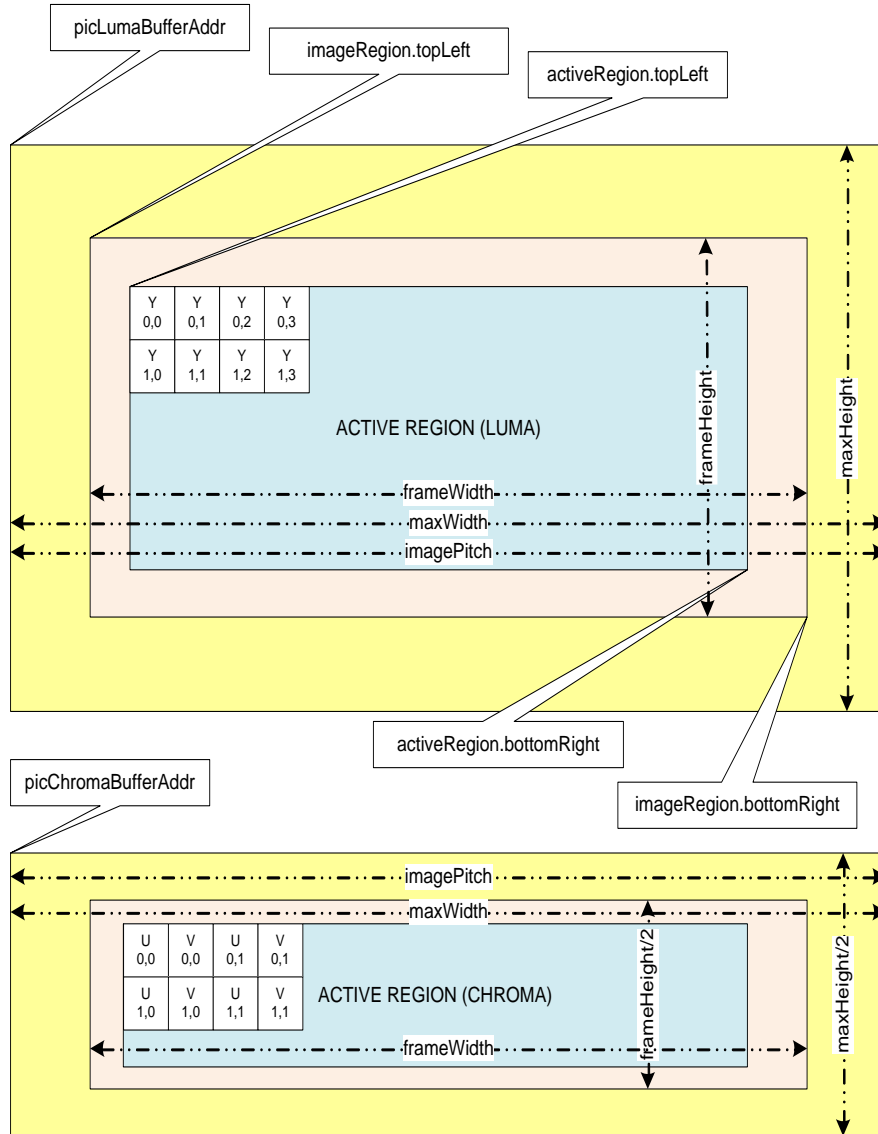 picLumaBufferAddr
imageRegion.topLeft
activeRegion.topLeft
Y Y Y Y
0,0 0,1 0,2 0,3
Y Y Y Y
1,0 1,1 1,2 1,3
ACTIVE REGION (LUMA)
frameHeight
maxHeight
frameWidth
maxWidth
imagePitch
activeRegion.bottomRight
imageRegion.bottomRight
picChromaBufferAddr
imagePitch
maxWidth
U V U V
0,0 0,0 0,1 0,1
U V U V
1,0 1,0 1,1 1,1
ACTIVE REGION (CHROMA)
frameHeight/2
maxHeight/2
frameWidth